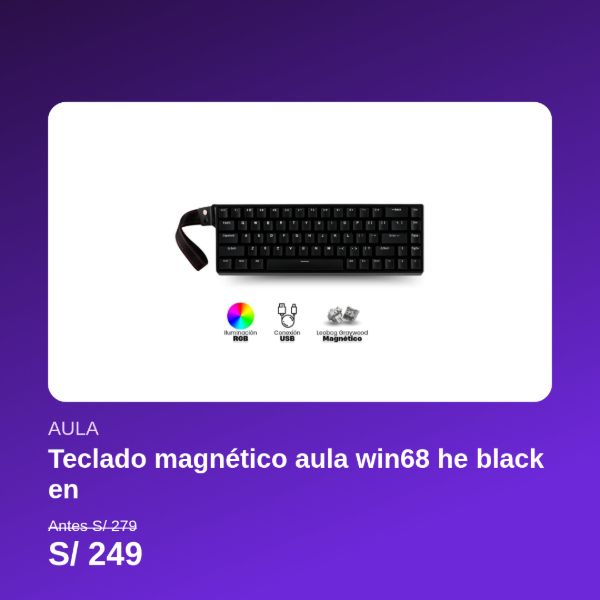 Iluminación
RGB
Conexión
USB
Leobog Graywood
Magnético
AULA
Teclado magnético aula win68 he black
en
Antes S/ 279
S/ 249